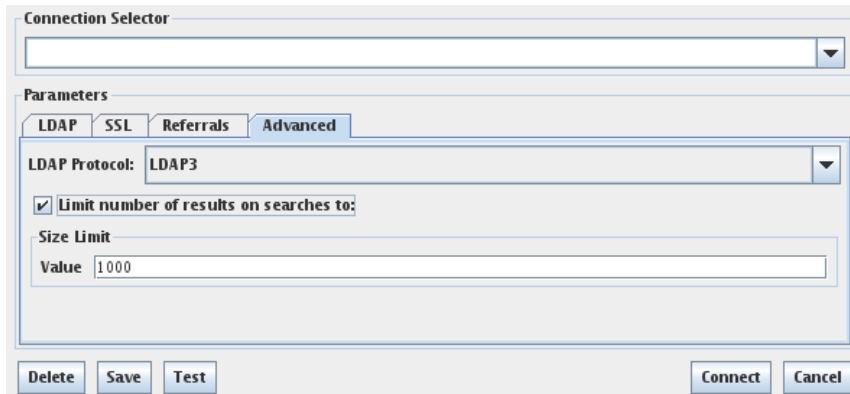 Connection Selector
Parameters
LDAP SSL Referrals Advanced
LDAP Protocol: LDAP3
Limit number of results on searches to:
Size Limit
Value 1000
Delete Save Test Connect Cancel